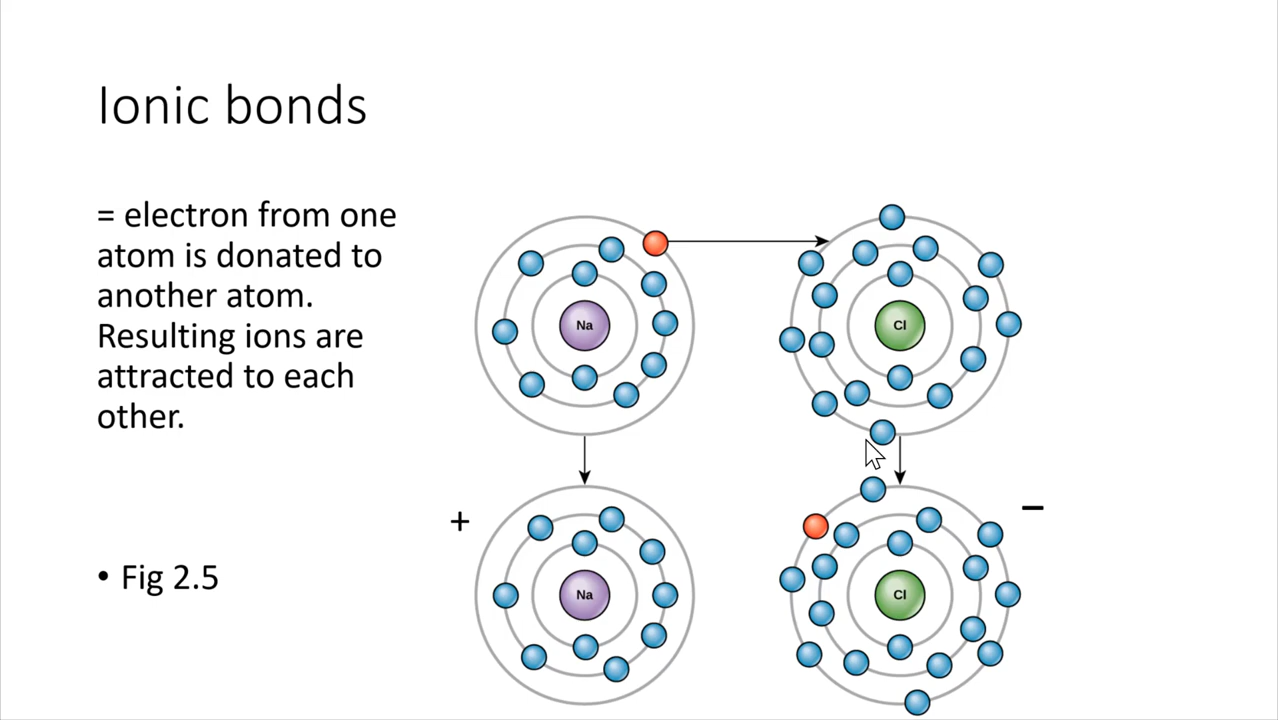 Ionic bonds
= electron from one
atom is donated to
another atom.
Resulting ions are
attracted to each
other.
• Fig 2.5
Na
Cl
+
Na
Cl
–